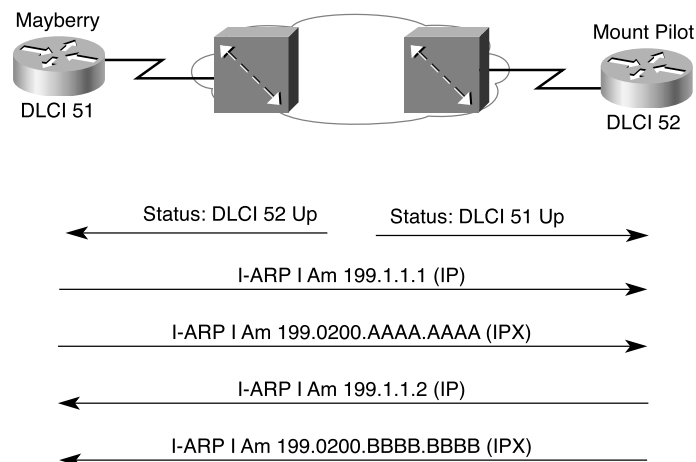 Mayberry
Mount Pilot
DLCI 51
DLCI 52
Status: DLCI 52 Up
Status: DLCI 51 Up
I-ARP I Am 199.1.1.1 (IP)
I-ARP I Am 199.0200.AAAA.AAAA (IPX)
I-ARP I Am 199.1.1.2 (IP)
I-ARP I Am 199.0200.BBBB.BBBB (IPX)